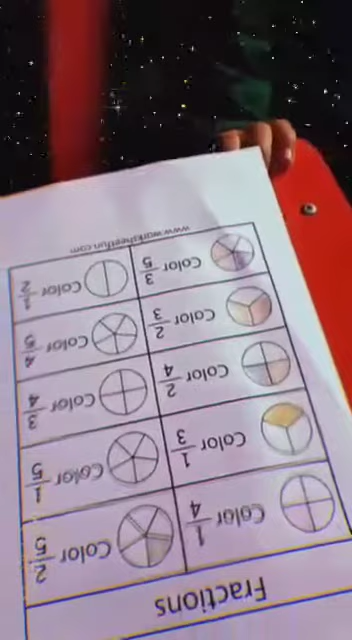 Fractions
Color 1/4 Color 2/5
Color 1/3 Color 1/5
Color 2/4 Color 3/4
Color 2/3 Color 4/5
Color 3/5 Color 1/2
www.worksheetfun.com